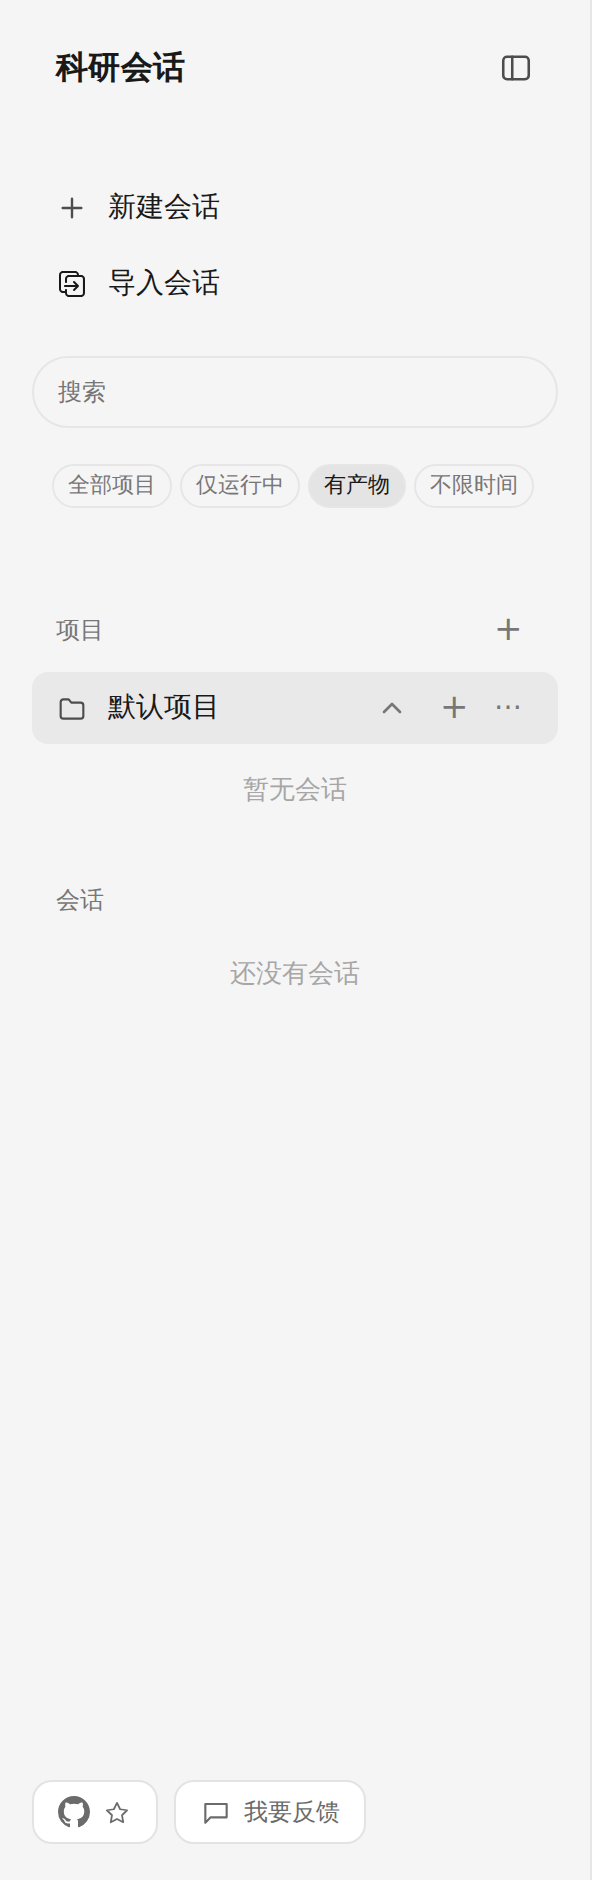 科研会话
新建会话
导入会话
搜索
全部项目 仅运行中 有产物 不限时间
项目
默认项目
暂无会话
会话
还没有会话
我要反馈